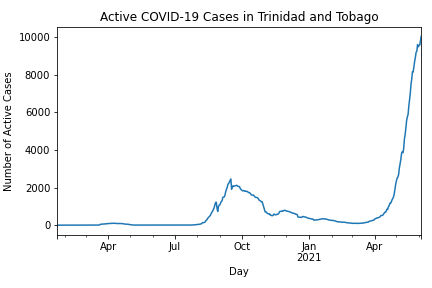 Active COVID-19 Cases in Trinidad and Tobago
Number of Active Cases
10000
8000
6000
4000
2000
0
Apr
Jul
Oct
Jan
2021
Apr
Day